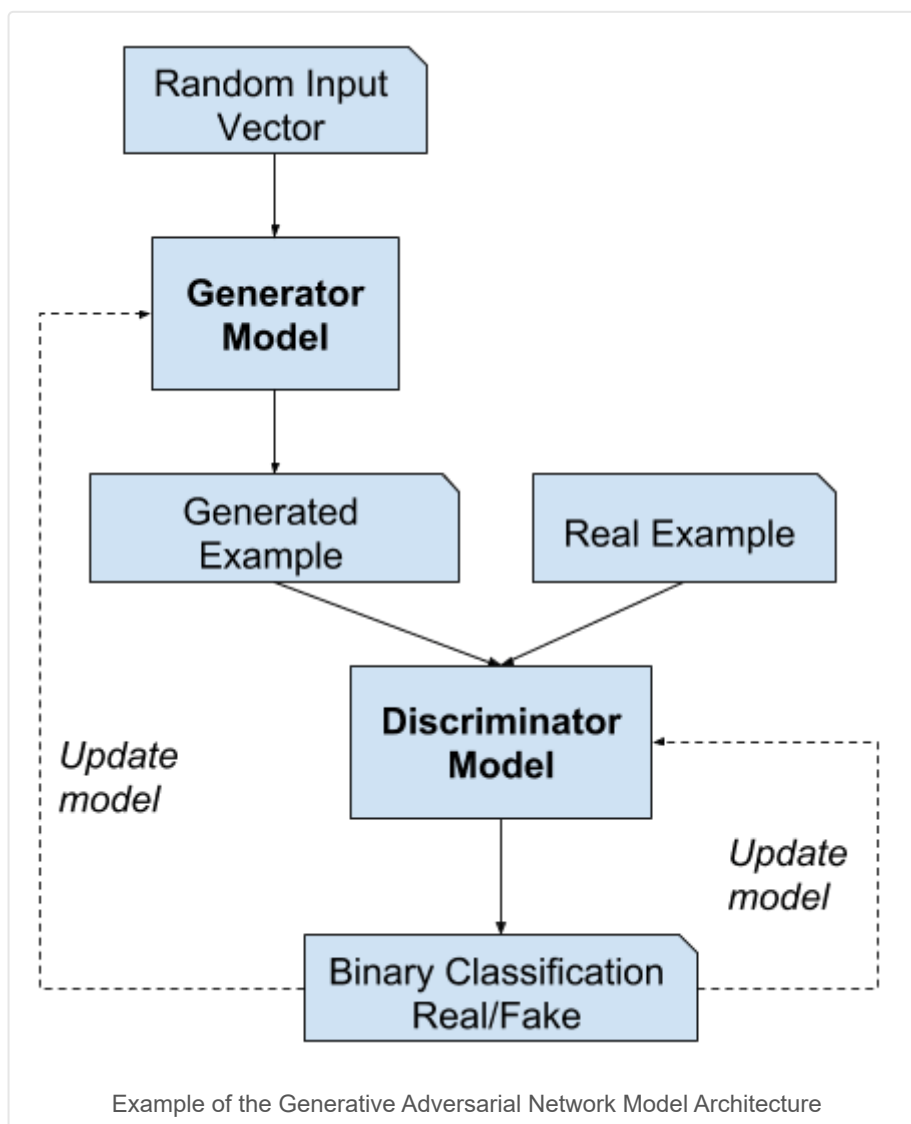 Random Input
Vector
Generator
Model
Generated
Example
Real Example
Discriminator
Model
Update
model
Update
model
Binary Classification
Real/Fake
Example of the Generative Adversarial Network Model Architecture